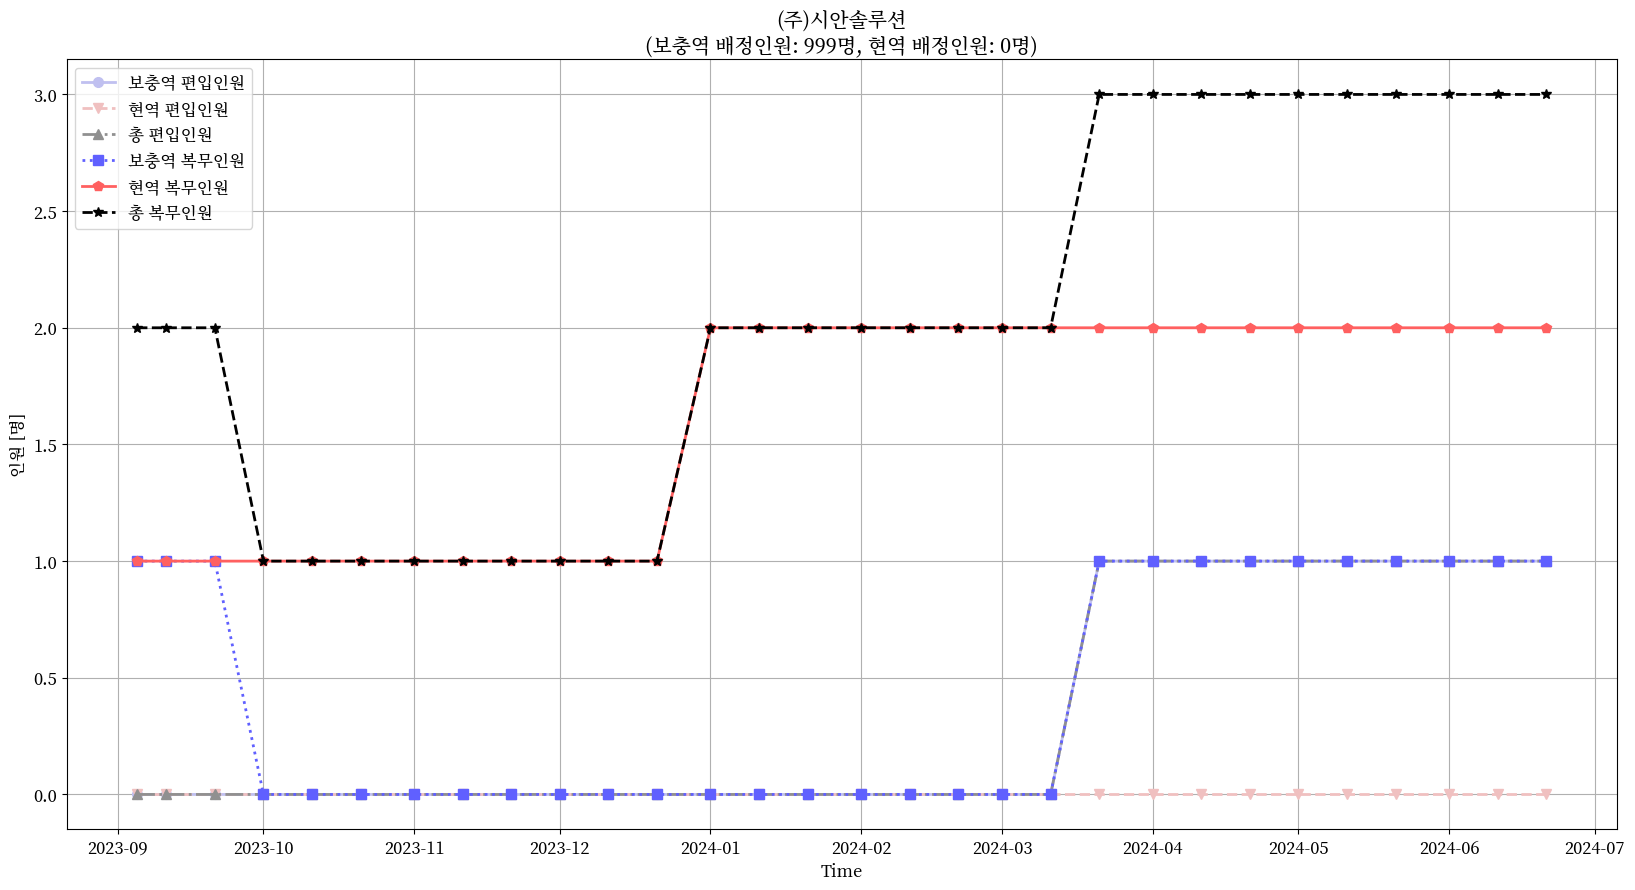 (주)시안솔루션
(보충역 배정인원: 999명, 현역 배정인원: 0명)
보충역 편입인원
현역 편입인원
총 편입인원
보충역 복무인원
현역 복무인원
총 복무인원
3.0
2.5
2.0
1.5
1.0
0.5
0.0
인원 [명]
2023-09 2023-10 2023-11 2023-12 2024-01 2024-02 2024-03 2024-04 2024-05 2024-06 2024-07
Time